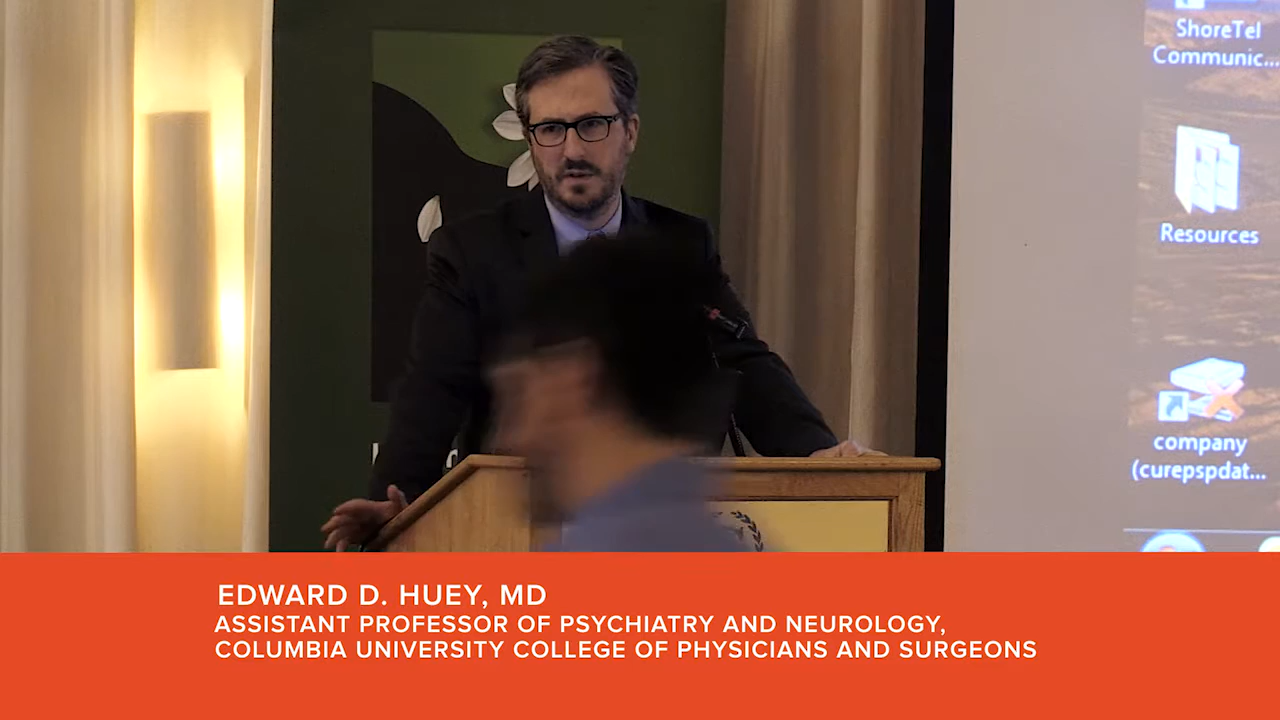 ShoreTel
Communic...
Resources
company
(curepspdat...
EDWARD D. HUEY, MD
ASSISTANT PROFESSOR OF PSYCHIATRY AND NEUROLOGY,
COLUMBIA UNIVERSITY COLLEGE OF PHYSICIANS AND SURGEONS